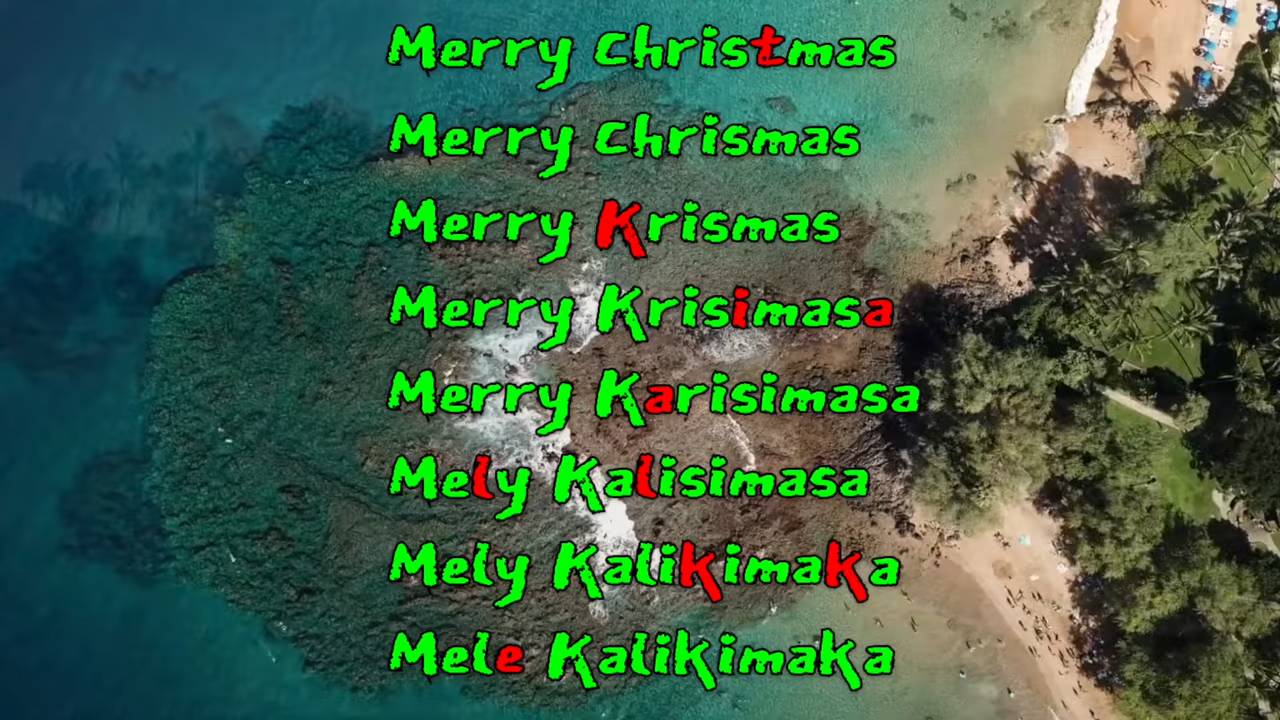 Merry Christmas
Merry Chrismas
Merry Krismas
Merry Krisimasa
Merry Karisimasa
Mely Kalisimasa
Mely Kalikimaka
Mele Kalikimaka